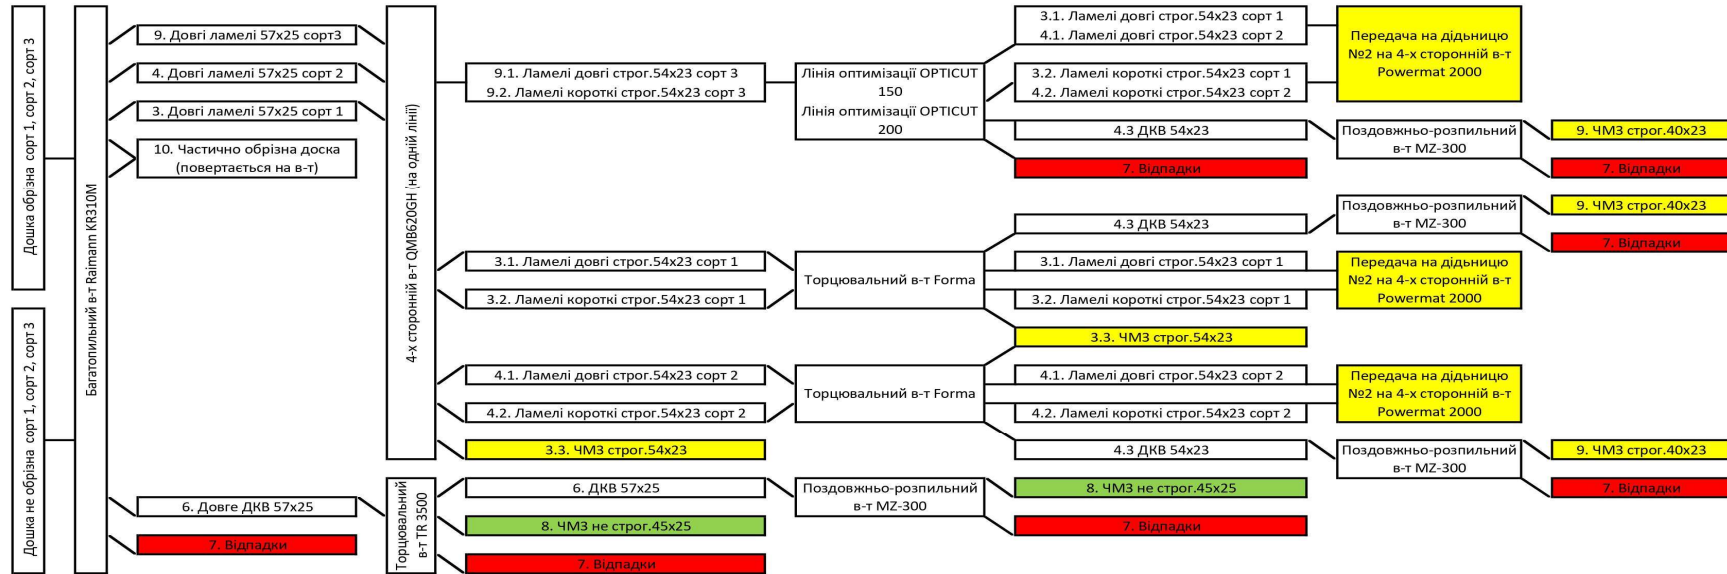 Дошка обрізна  сорт 1, сорт 2, сорт 3
Дошка не обрізна  сорт 1, сорт 2, сорт 3
Багатопильний в-т Raimann KR310M
9. Довгі ламелі 57х25 сорт3
4. Довгі ламелі 57х25 сорт 2
3. Довгі ламелі 57х25 сорт 1
10. Частично обрізна доска
(повертається на в-т)
6. Довге ДКВ 57х25
7. Відпадки
4-х сторонній в-т QMB620GH (на одній лінії)
Торцювальний
в-т TR 3500
9.1. Ламелі довгі строг.54х23 сорт 3
9.2. Ламелі короткі строг.54х23 сорт 3
3.1. Ламелі довгі строг.54х23 сорт 1
3.2. Ламелі короткі строг.54х23 сорт 1
4.1. Ламелі довгі строг.54х23 сорт 2
4.2. Ламелі короткі строг.54х23 сорт 2
3.3. ЧМЗ строг.54х23
6. ДКВ 57х25
8. ЧМЗ не строг.45х25
7. Відпадки
Лінія оптимізації OPTICUT
150
Лінія оптимізації OPTICUT
200
Торцювальний в-т Forma
Торцювальний в-т Forma
Поздовжньо-розпильний
в-т MZ-300
3.1. Ламелі довгі строг.54х23 сорт 1
4.1. Ламелі довгі строг.54х23 сорт 2
3.2. Ламелі короткі строг.54х23 сорт 1
4.2. Ламелі короткі строг.54х23 сорт 2
4.3 ДКВ 54х23
7. Відпадки
4.3 ДКВ 54х23
3.1. Ламелі довгі строг.54х23 сорт 1
3.2. Ламелі короткі строг.54х23 сорт 1
3.3. ЧМЗ строг.54х23
4.1. Ламелі довгі строг.54х23 сорт 2
4.2. Ламелі короткі строг.54х23 сорт 2
4.3 ДКВ 54х23
8. ЧМЗ не строг.45х25
7. Відпадки
Передача на дідьницю
№2 на 4-х сторонній в-т
Powermat 2000
Поздовжньо-розпильний
в-т MZ-300
Поздовжньо-розпильний
в-т MZ-300
Передача на дідьницю
№2 на 4-х сторонній в-т
Powermat 2000
Передача на дідьницю
№2 на 4-х сторонній в-т
Powermat 2000
Поздовжньо-розпильний
в-т MZ-300
9. ЧМЗ строг.40х23
7. Відпадки
9. ЧМЗ строг.40х23
7. Відпадки
9. ЧМЗ строг.40х23
7. Відпадки